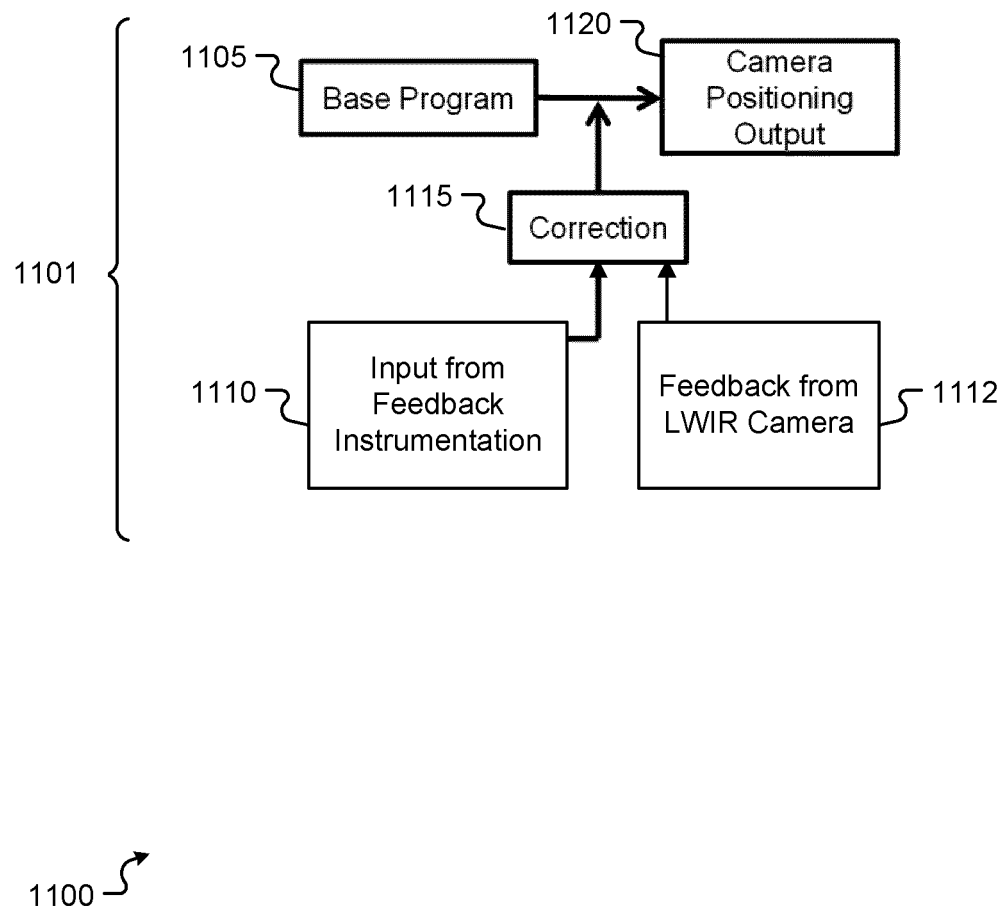 1120
1105
Base Program
Camera
Positioning
Output
1115
Correction
1101
1110
Input from
Feedback
Instrumentation
Feedback from
LWIR Camera
1112
1100